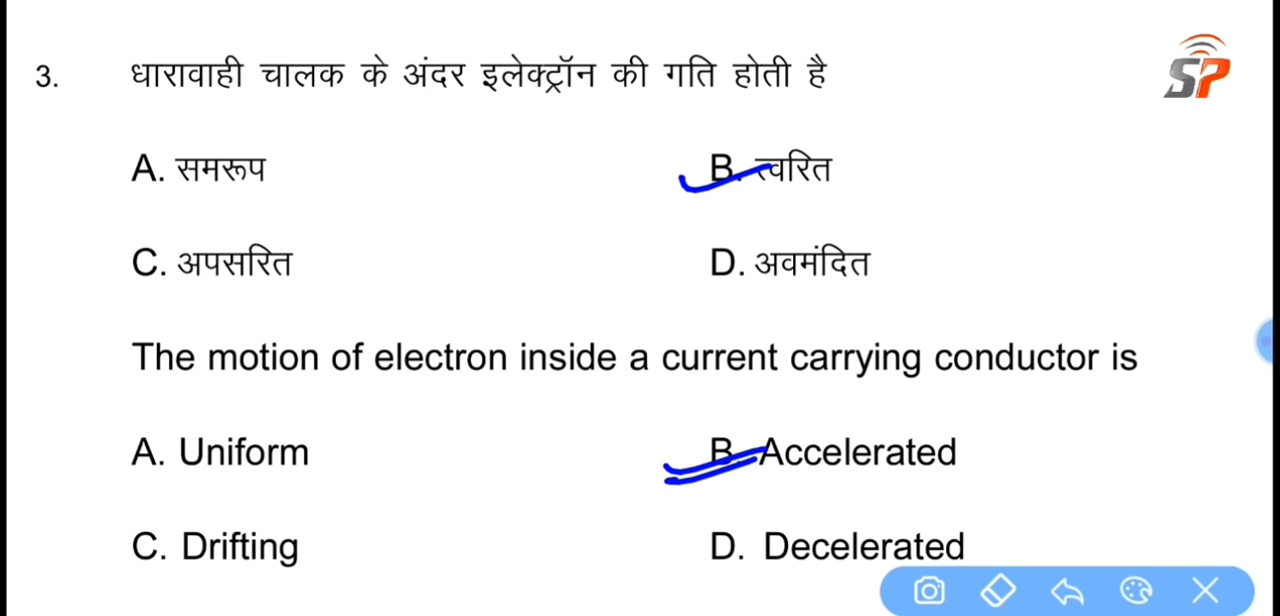 3. धारावाही चालक के अंदर इलेक्ट्रॉन की गति होती है
SP
A. समरूप B. त्वरित
C. अपसरित D. अवमंदित
The motion of electron inside a current carrying conductor is
A. Uniform B. Accelerated
C. Drifting D. Decelerated